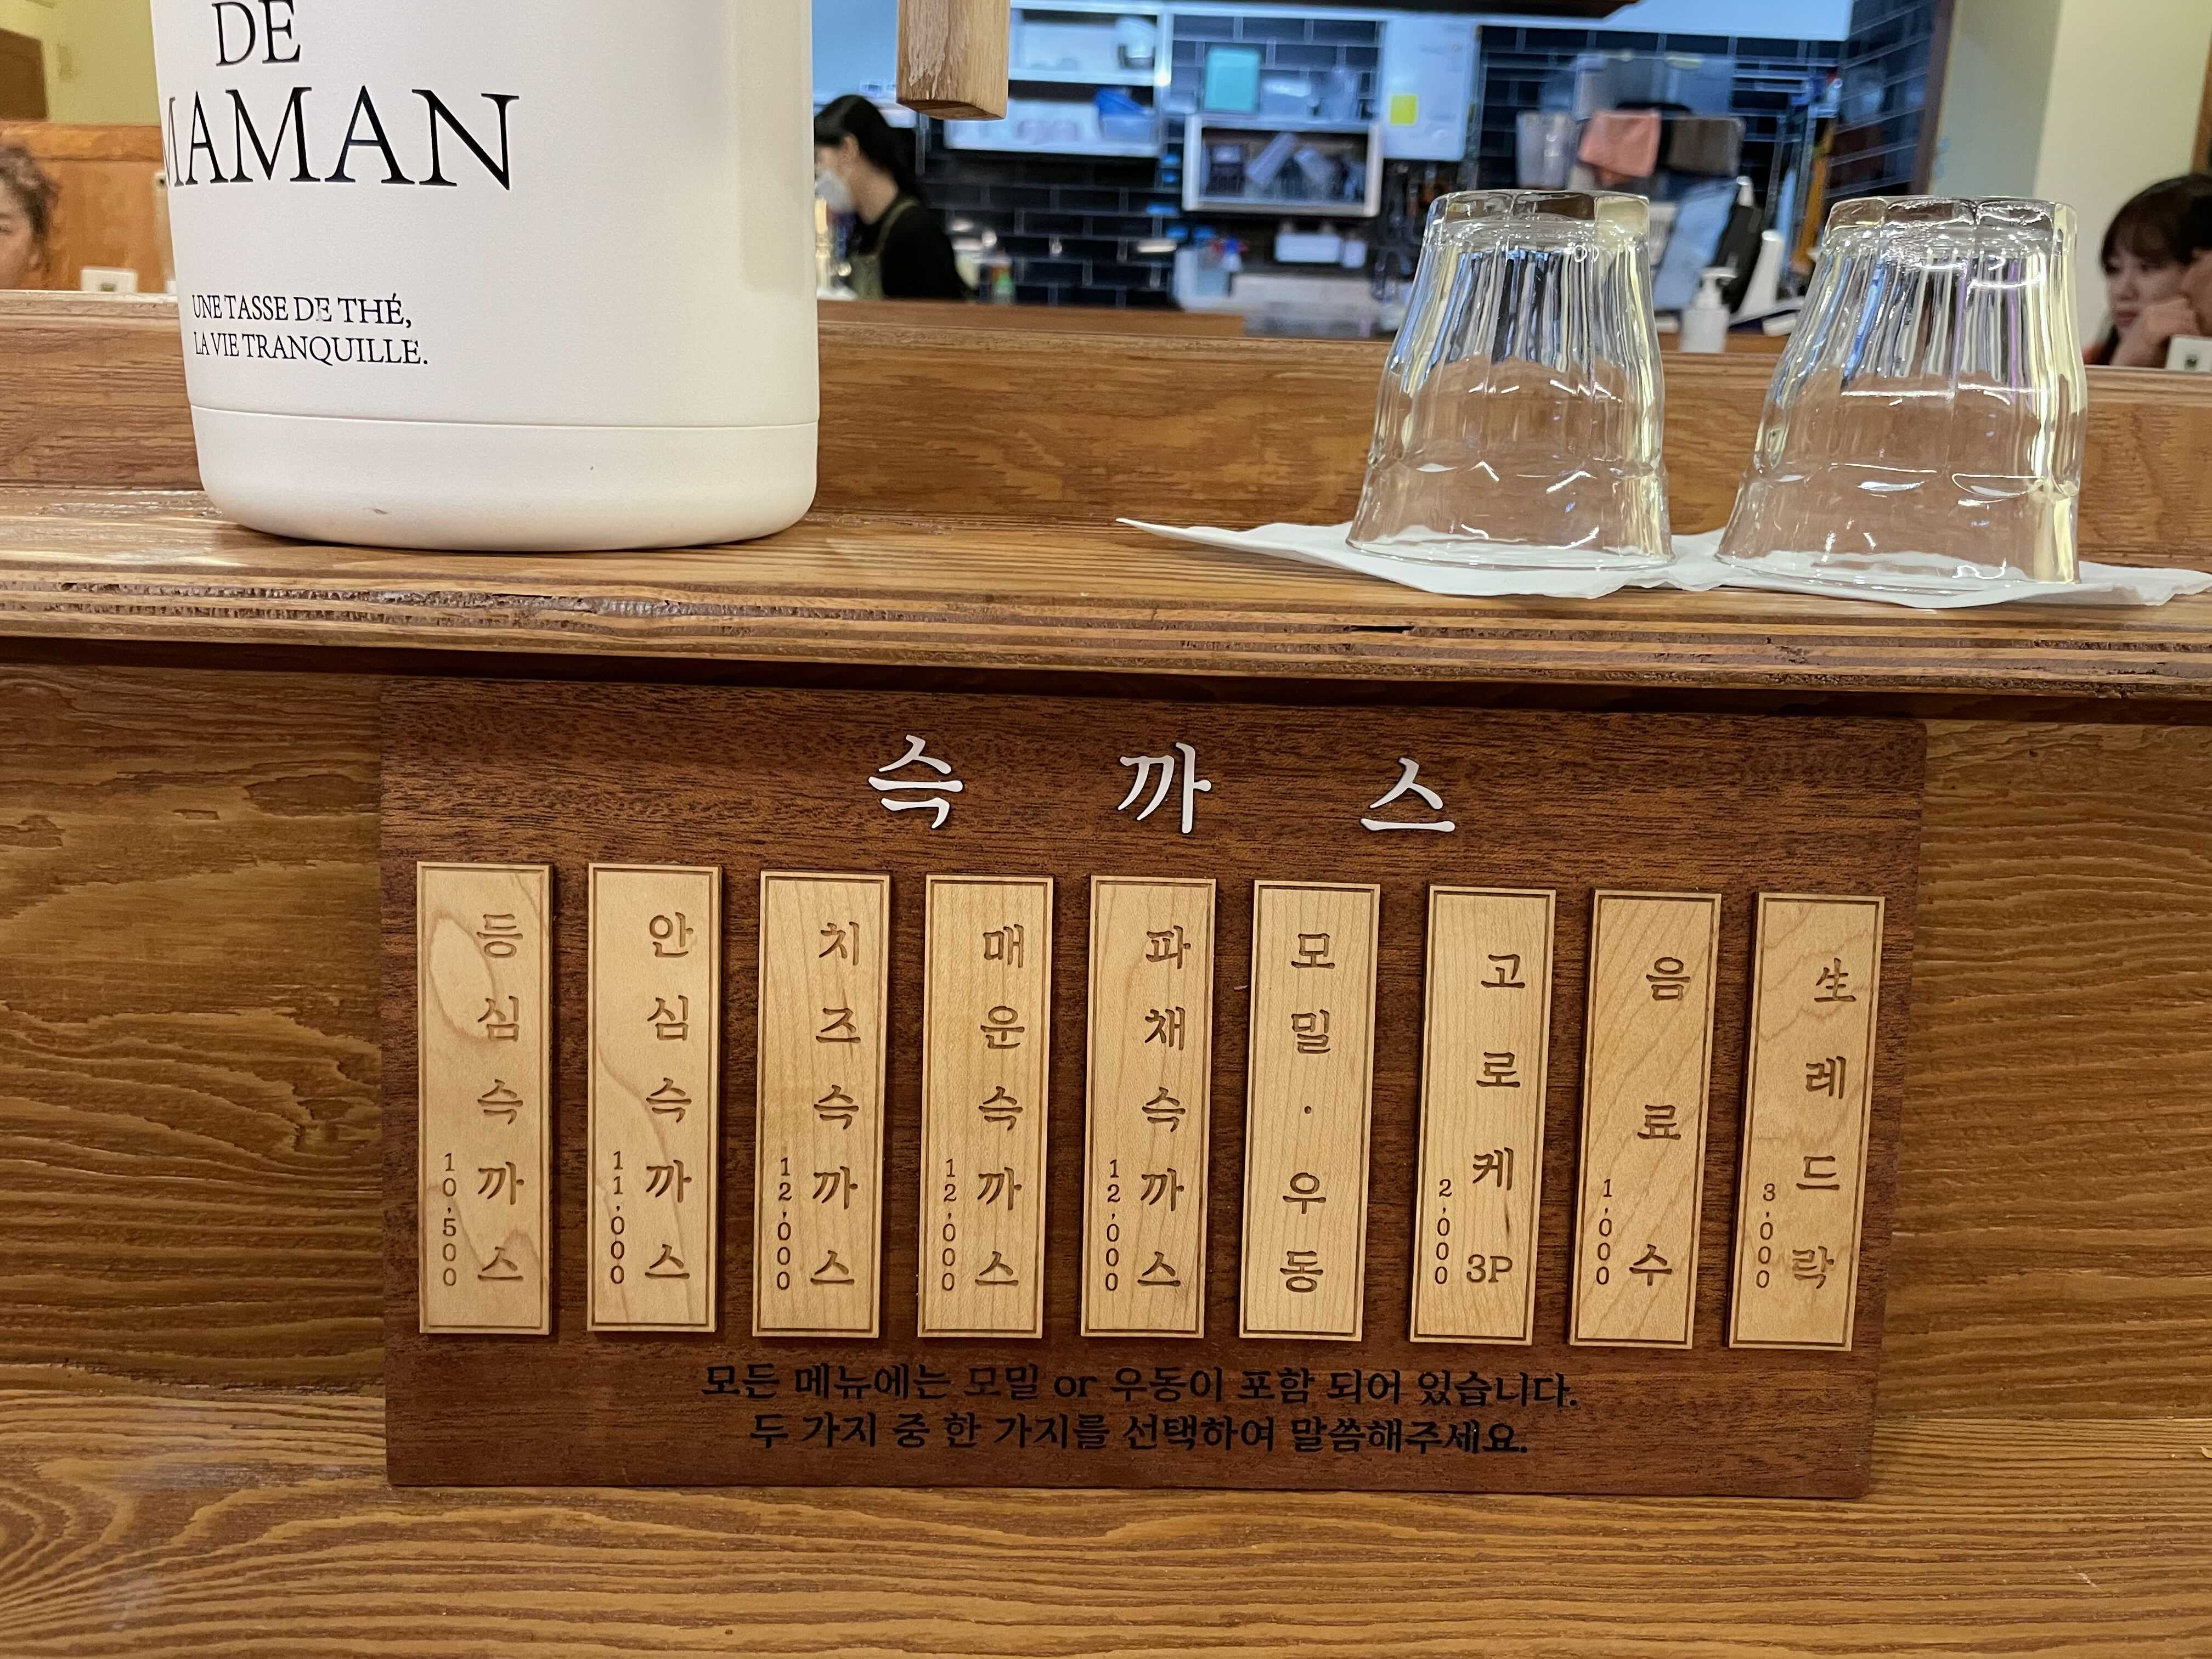 DE
MAMAN
UNE TASSE DE THÉ,
LA VIE TRANQUILLE.
슥까스
등심슥까스
10,500
안심슥까스
11,000
치즈슥까스
12,000
매운슥까스
12,000
파채슥까스
12,000
모밀·우동
고로케3P
2,000
음료수
1,000
生레드락
3,000
모든 메뉴에는 모밀 or 우동이 포함 되어 있습니다.
두 가지 중 한 가지를 선택하여 말씀해주세요.